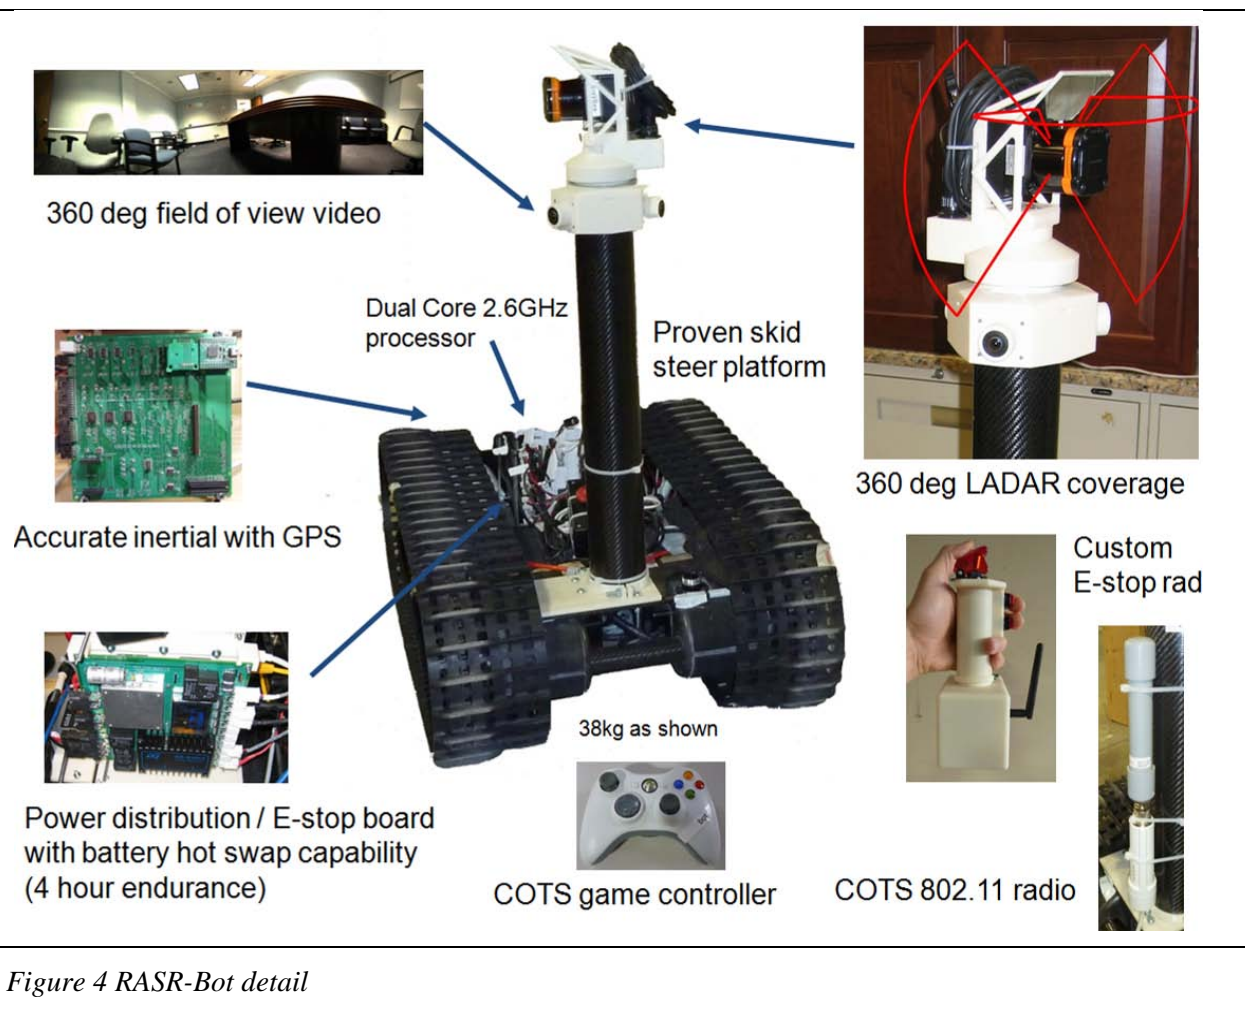 360 deg field of view video
Dual Core 2.6GHz
processor
Proven skid
steer platform
360 deg LADAR coverage
Accurate inertial with GPS
Custom
E-stop rad
38kg as shown
Power distribution / E-stop board
with battery hot swap capability
(4 hour endurance)
COTS game controller
COTS 802.11 radio
Figure 4 RASR-Bot detail